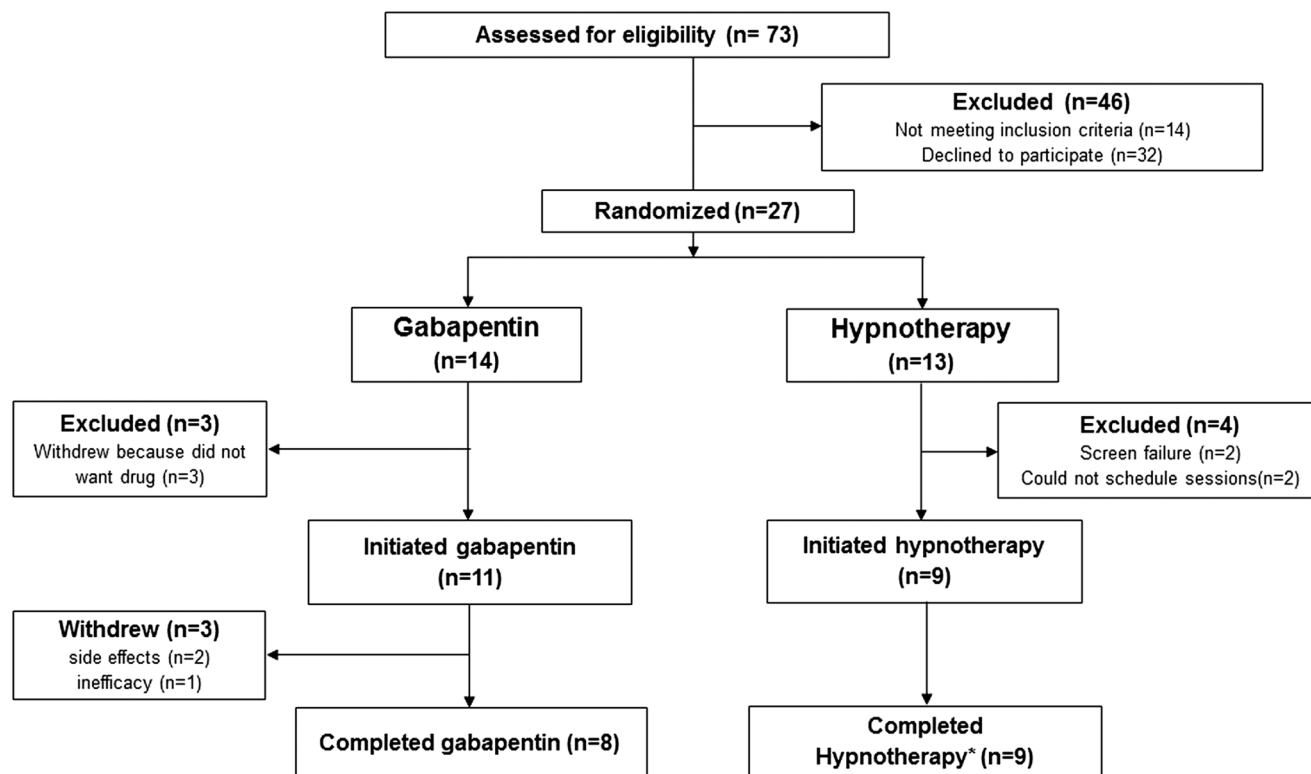 Assessed for eligibility (n= 73)
Excluded (n=46)
Not meeting inclusion criteria (n=14)
Declined to participate (n=32)
Randomized (n=27)
Gabapentin
(n=14)
Hypnotherapy
(n=13)
Excluded (n=3)
Withdrew because did not
want drug (n=3)
Excluded (n=4)
Screen failure (n=2)
Could not schedule sessions(n=2)
Initiated gabapentin
(n=11)
Initiated hypnotherapy
(n=9)
Withdrew (n=3)
side effects (n=2)
inefficacy (n=1)
Completed gabapentin (n=8)
Completed
Hypnotherapy* (n=9)